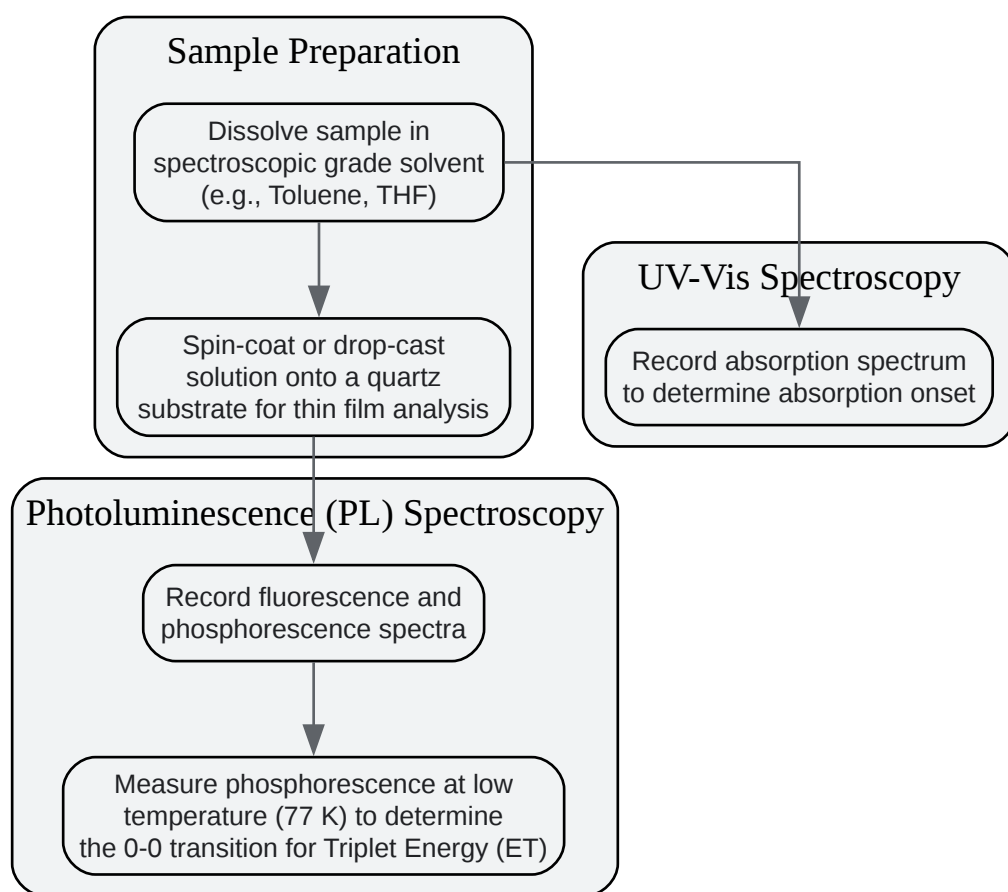 Sample Preparation
Dissolve sample in
spectroscopic grade solvent
(e.g., Toluene, THF)
Spin-coat or drop-cast
solution onto a quartz
substrate for thin film analysis
UV-Vis Spectroscopy
Record absorption spectrum
to determine absorption onset
Photoluminescence (PL) Spectroscopy
Record fluorescence and
phosphorescence spectra
Measure phosphorescence at low
temperature (77 K) to determine
the 0-0 transition for Triplet Energy (ET)